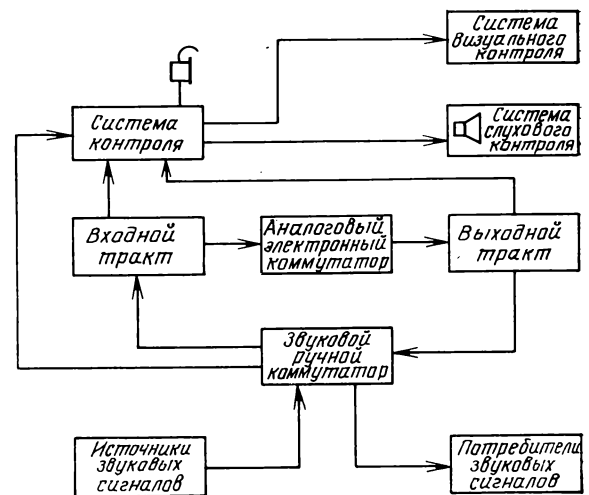 Система
визуального
контроля
Система
контроля
Система
слухового
контроля
Входной
тракт
Аналоговый
электронный
коммутатор
Выходной
тракт
Звуковой
ручной
коммутатор
Источники
звуковых
сигналов
Потребители
звуковых
сигналов